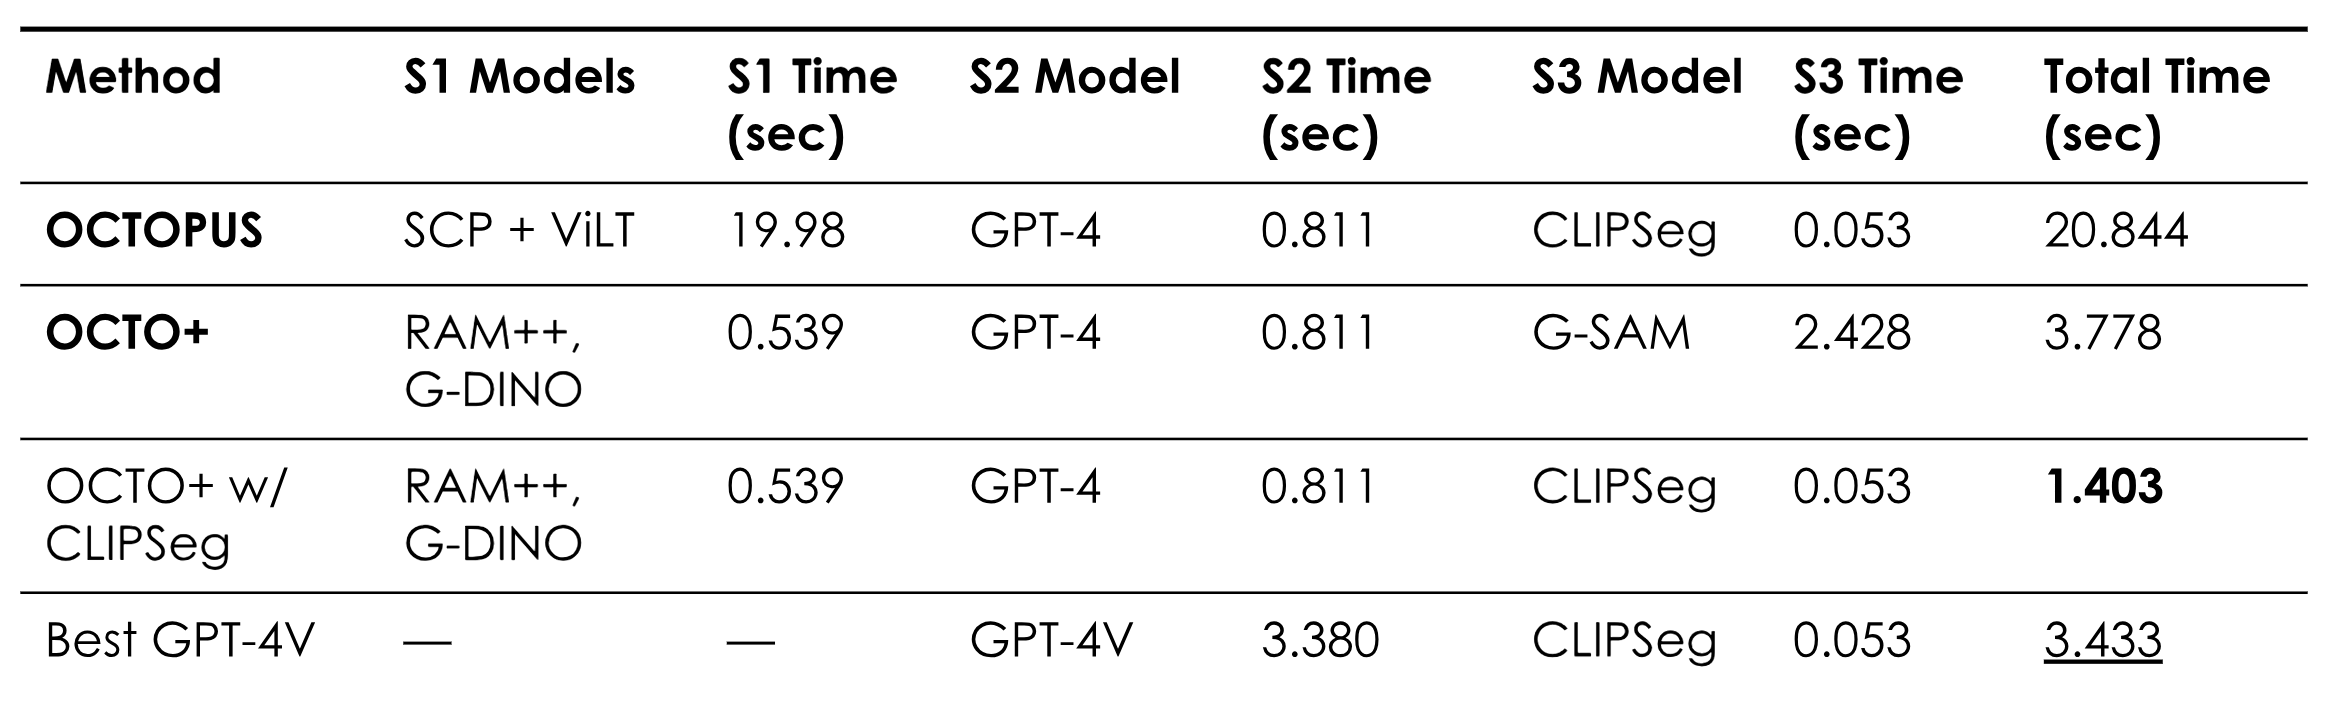 Method S1 Models S1 Time (sec) S2 Model S2 Time (sec) S3 Model S3 Time (sec) Total Time (sec)
OCTOPUS SCP + ViLT 19.98 GPT-4 0.811 CLIPSeg 0.053 20.844
OCTO+ RAM++, G-DINO 0.539 GPT-4 0.811 G-SAM 2.428 3.778
OCTO+ w/ CLIPSeg RAM++, G-DINO 0.539 GPT-4 0.811 CLIPSeg 0.053 1.403
Best GPT-4V — — GPT-4V 3.380 CLIPSeg 0.053 3.433